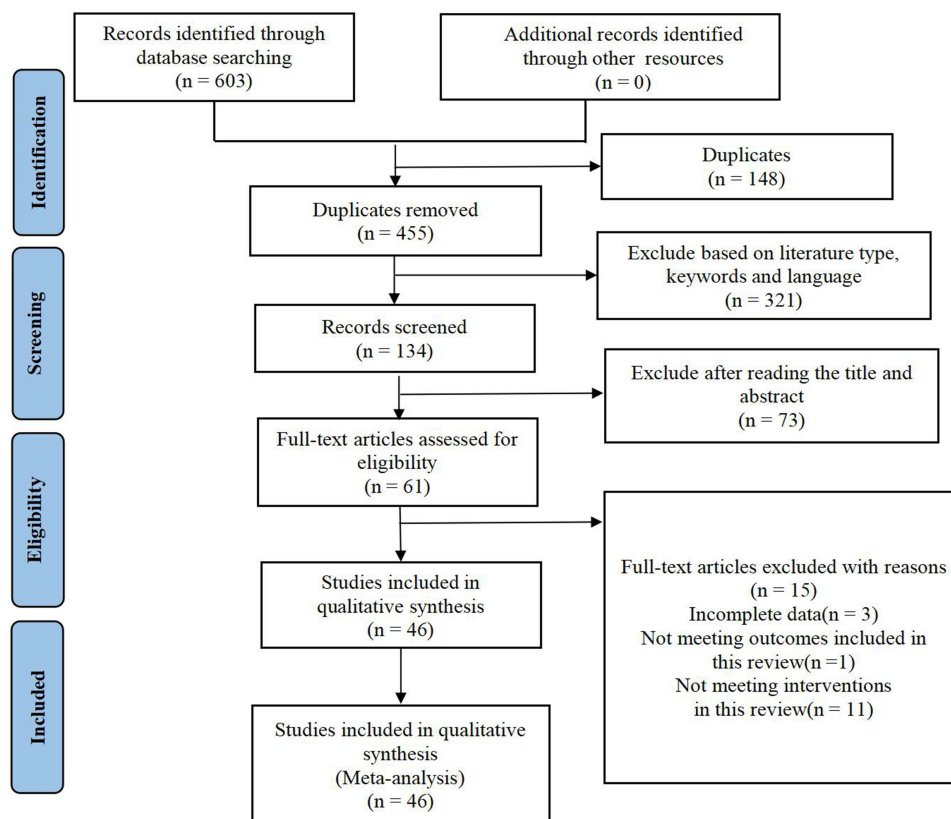 Records identified through
database searching
(n = 603)
Additional records identified
through other  resources
(n = 0)
Identification
Duplicates
(n = 148)
Duplicates removed
(n = 455)
Screening
Exclude based on literature type,
keywords and language
(n = 321)
Records screened
(n = 134)
Exclude after reading the title and
abstract
(n = 73)
Eligibility
Full-text articles assessed for
eligibility
(n = 61)
Full-text articles excluded with reasons
(n = 15)
Incomplete data(n = 3)
Not meeting outcomes included in
this review(n =1)
Not meeting interventions
in this review(n = 11)
Studies included in
qualitative synthesis
(n = 46)
Included
Studies included in qualitative
synthesis
(Meta-analysis)
(n = 46)